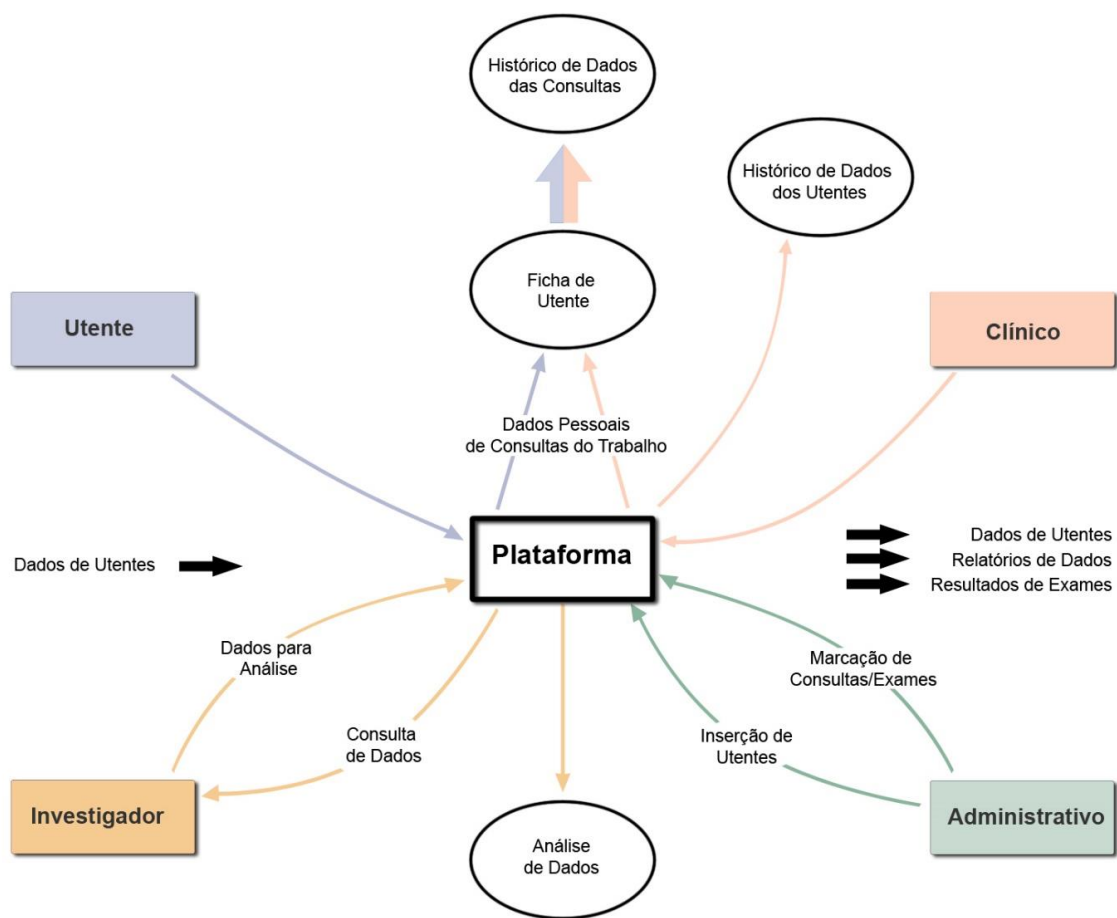 Histórico de Dados
das Consultas
Histórico de Dados
dos Utentes
Ficha de
Utente
Utente
Clínico
Dados Pessoais
de Consultas do Trabalho
Plataforma
Dados de Utentes
Dados de Utentes
Relatórios de Dados
Resultados de Exames
Dados para
Análise
Marcação de
Consultas/Exames
Consulta
de Dados
Inserção de
Utentes
Investigador
Administrativo
Análise
de Dados